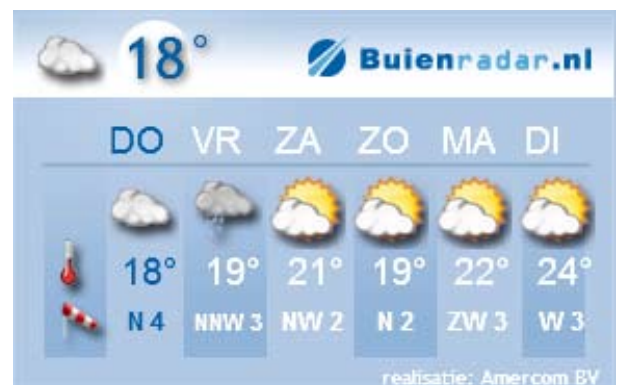 18° Buienradar.nl
DO VR ZA ZO MA DI
18° 19° 21° 19° 22° 24°
N 4 NNW 3 NW 2 N 2 ZW 3 W 3
realisatie: Amercom BV